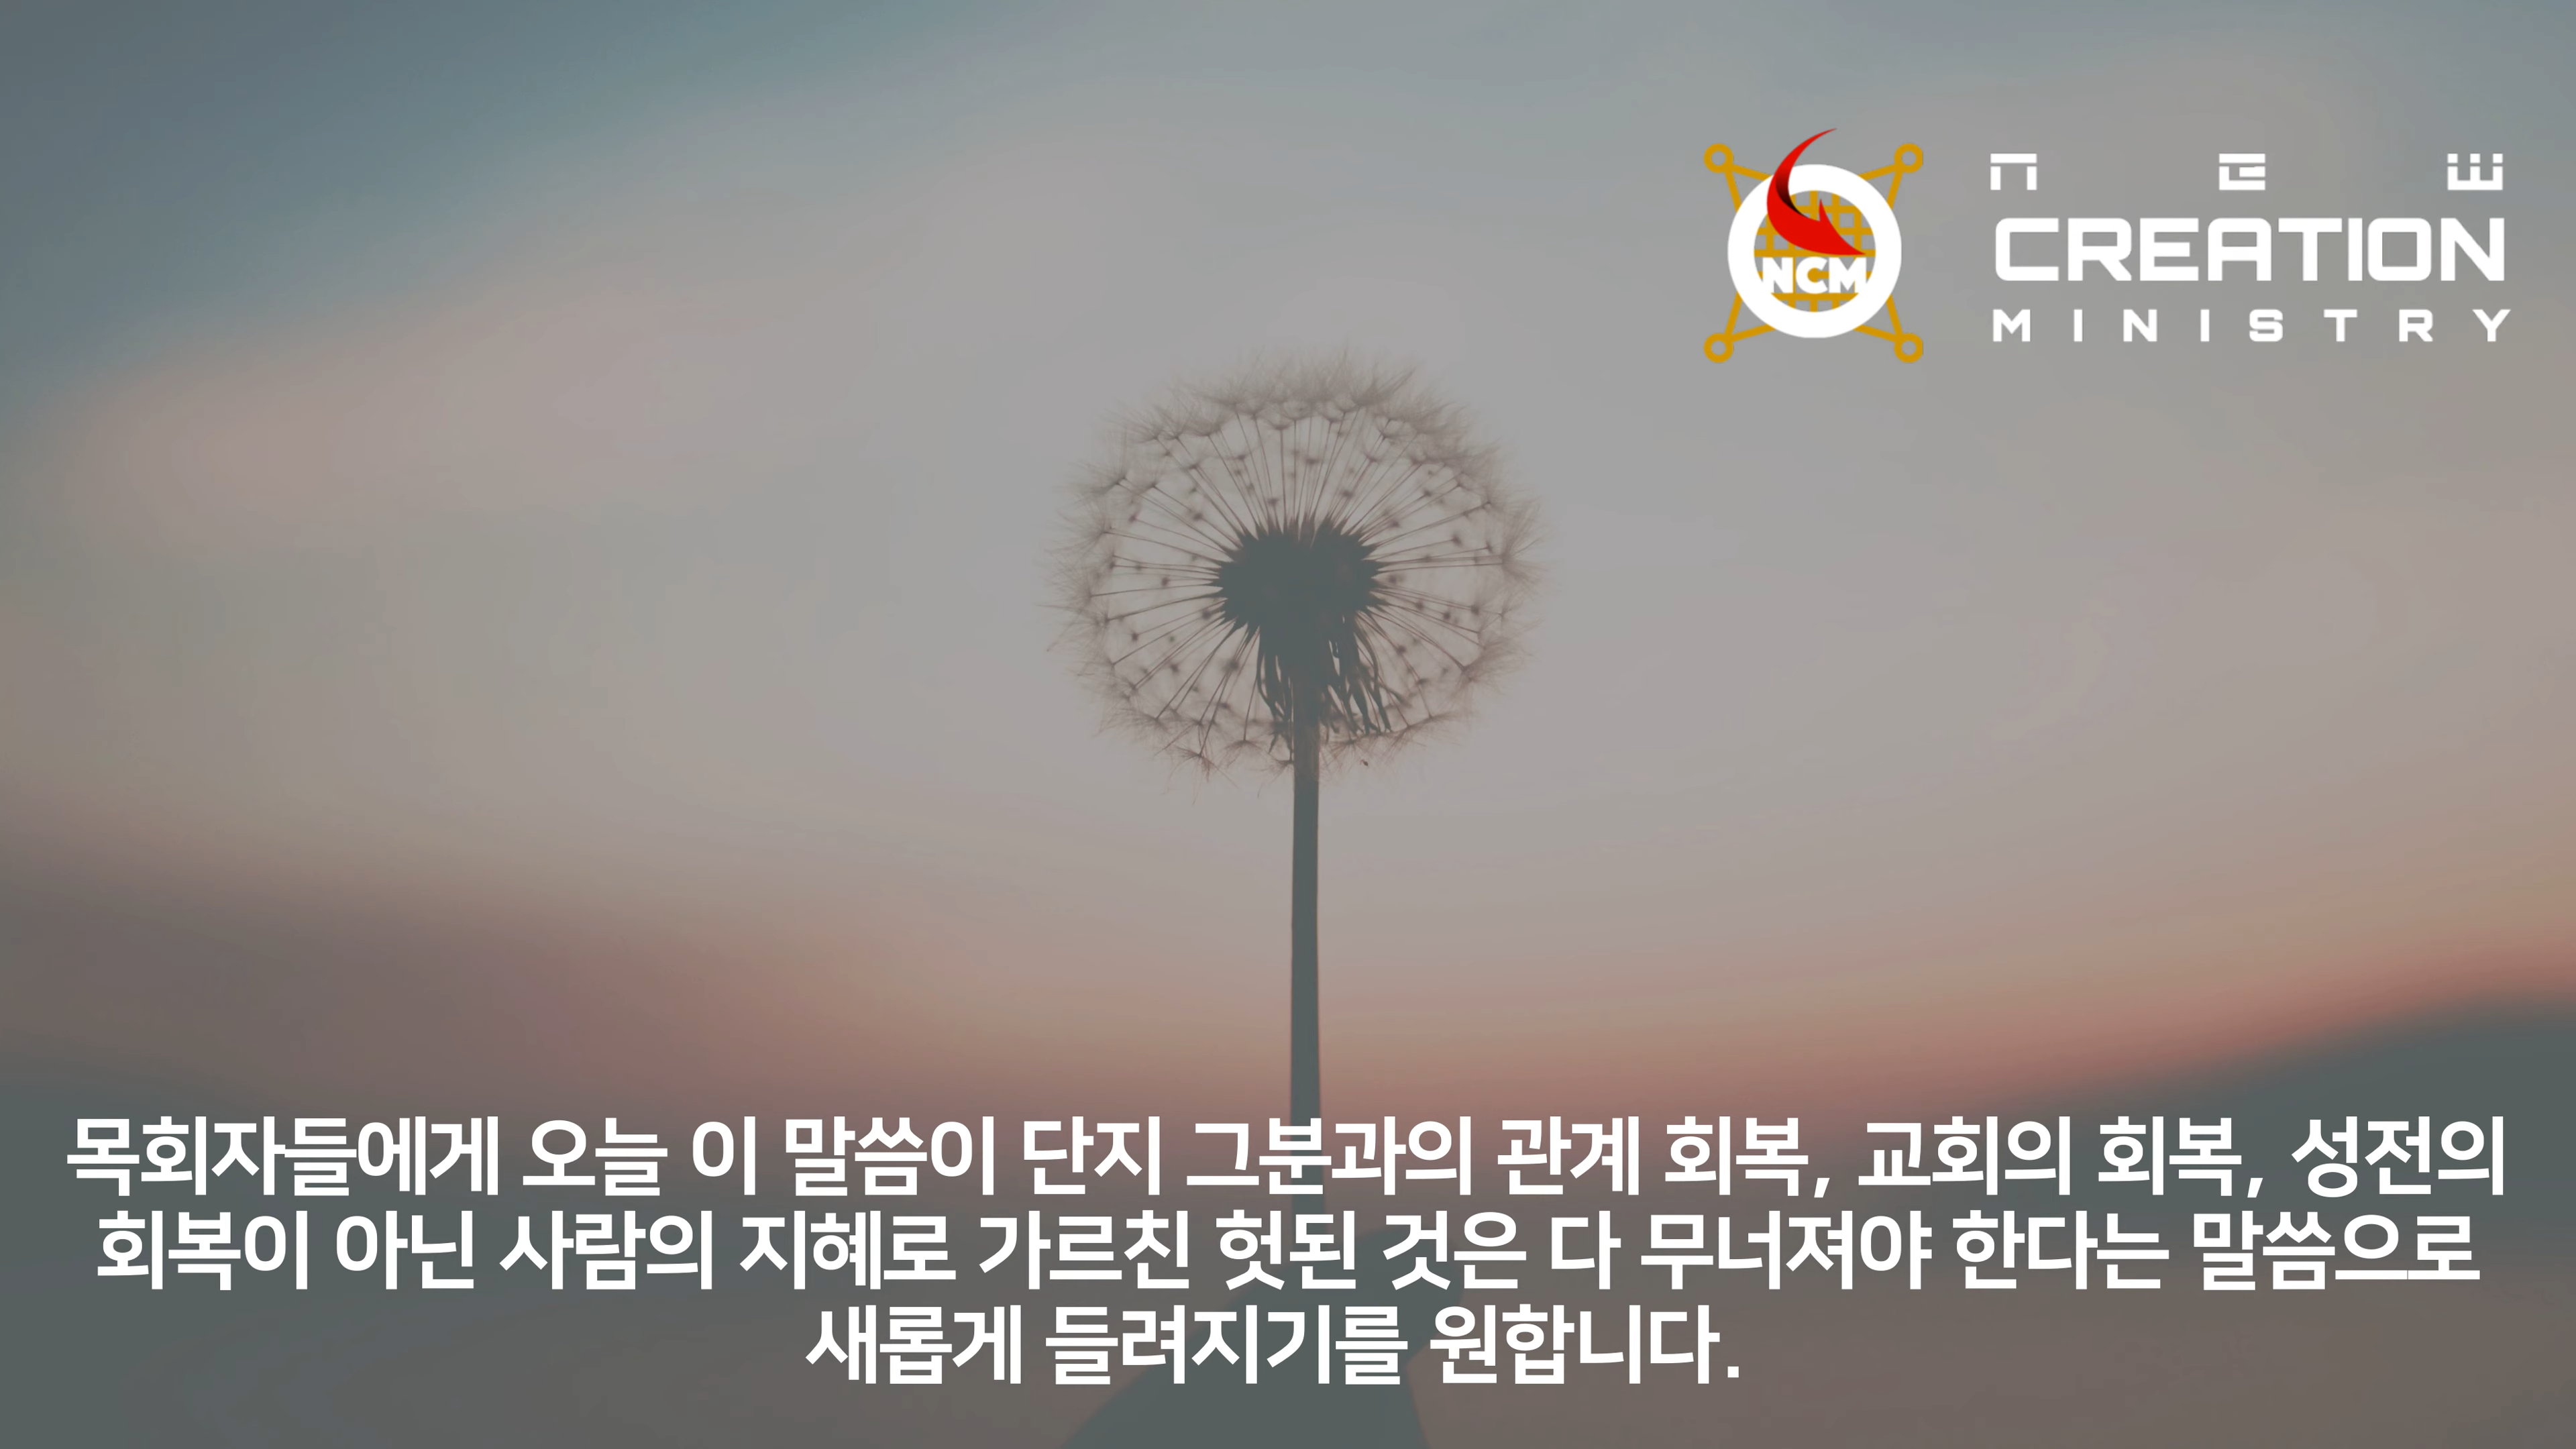 NEW
CREATION
MINISTRY
NCM
목회자들에게 오늘 이 말씀이 단지 그분과의 관계 회복, 교회의 회복, 성전의
회복이 아닌 사람의 지혜로 가르친 헛된 것은 다 무너져야 한다는 말씀으로
새롭게 들려지기를 원합니다.